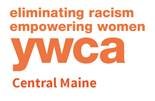 eliminating racism
empowering women
ywca
Central Maine